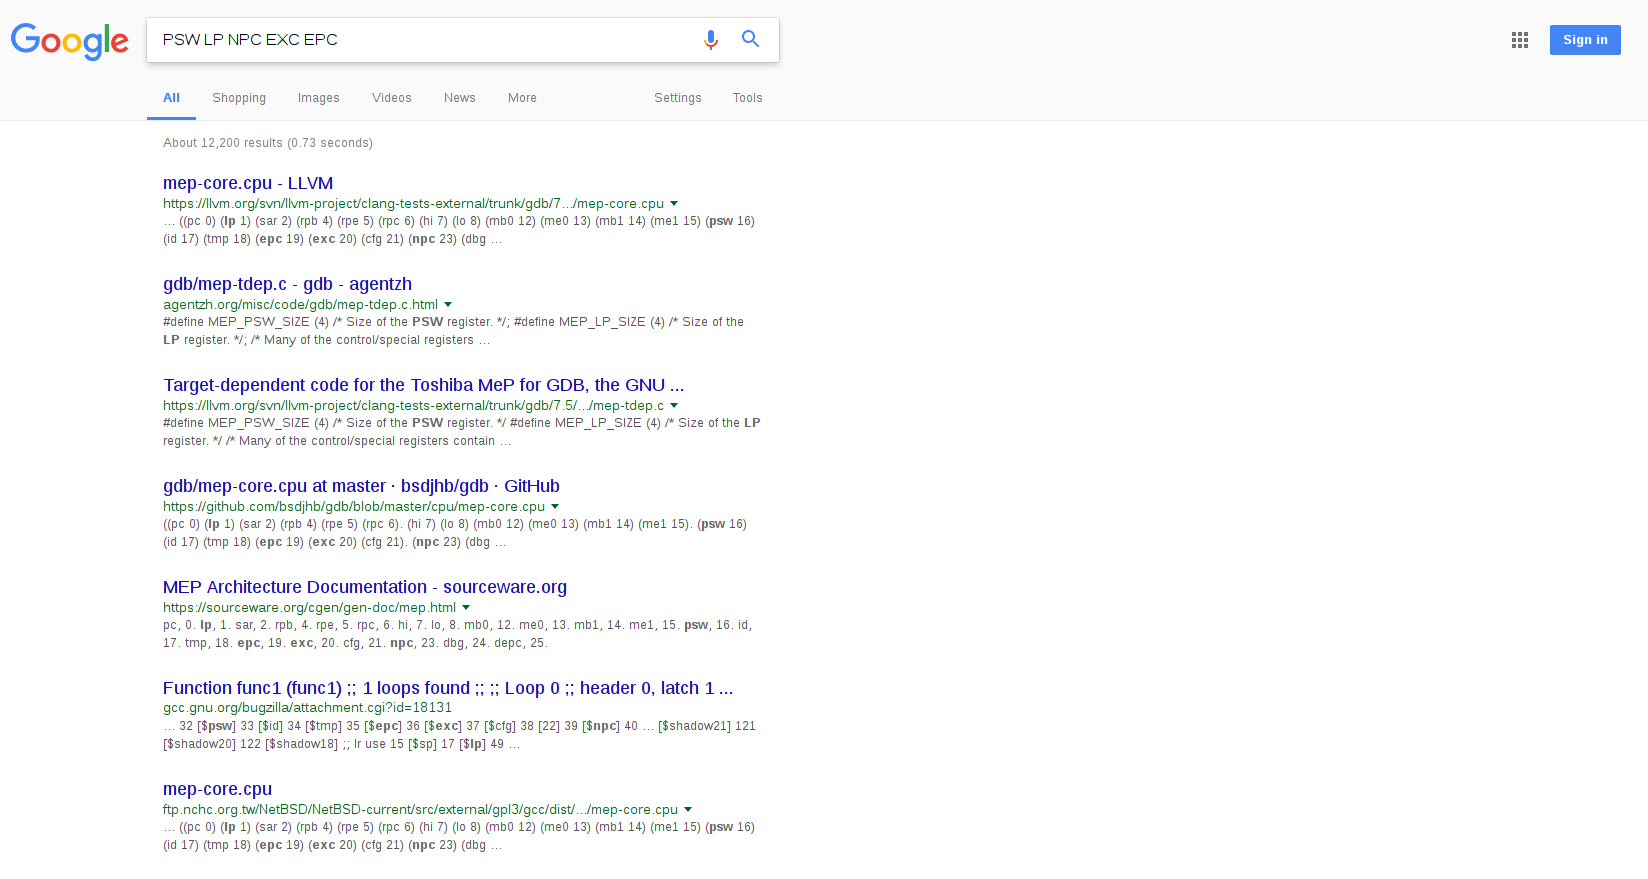 Google
PSW LP NPC EXC EPC
Sign in
All Shopping Images Videos News More Settings Tools
About 12,200 results (0.73 seconds)
mep-core.cpu - LLVM
https://llvm.org/svn/llvm-project/clang-tests-external/trunk/gdb/7.../mep-core.cpu
... ((pc 0) (lp 1) (sar 2) (rpb 4) (rpe 5) (rpc 6) (hi 7) (lo 8) (mb0 12) (me0 13) (mb1 14) (me1 15) (psw 16)
(id 17) (tmp 18) (epc 19) (exc 20) (cfg 21) (npc 23) (dbg ...
gdb/mep-tdep.c - gdb - agentzh
agentzh.org/misc/code/gdb/mep-tdep.c.html
#define MEP_PSW_SIZE (4) /* Size of the PSW register. */; #define MEP_LP_SIZE (4) /* Size of the
LP register. */; /* Many of the control/special registers ...
Target-dependent code for the Toshiba MeP for GDB, the GNU ...
https://llvm.org/svn/llvm-project/clang-tests-external/trunk/gdb/7.5/.../mep-tdep.c
#define MEP_PSW_SIZE (4) /* Size of the PSW register. */ #define MEP_LP_SIZE (4) /* Size of the LP
register. */ /* Many of the control/special registers contain ...
gdb/mep-core.cpu at master · bsdjhb/gdb · GitHub
https://github.com/bsdjhb/gdb/blob/master/cpu/mep-core.cpu
((pc 0) (lp 1) (sar 2) (rpb 4) (rpe 5) (rpc 6). (hi 7) (lo 8) (mb0 12) (me0 13) (mb1 14) (me1 15). (psw 16)
(id 17) (tmp 18) (epc 19) (exc 20) (cfg 21). (npc 23) (dbg ...
MEP Architecture Documentation - sourceware.org
https://sourceware.org/cgen/gen-doc/mep.html
pc, 0. lp, 1. sar, 2. rpb, 4. rpe, 5. rpc, 6. hi, 7. lo, 8. mb0, 12. me0, 13. mb1, 14. me1, 15. psw, 16. id,
17. tmp, 18. epc, 19. exc, 20. cfg, 21. npc, 23. dbg, 24. depc, 25.
Function func1 (func1) ;; 1 loops found ;; ;; Loop 0 ;; header 0, latch 1 ...
gcc.gnu.org/bugzilla/attachment.cgi?id=18131
... 32 [$psw] 33 [$id] 34 [$tmp] 35 [$epc] 36 [$exc] 37 [$cfg] 38 [22] 39 [$npc] 40 ... [$shadow21] 121
[$shadow20] 122 [$shadow18] ;; lr use 15 [$sp] 17 [$lp] 49 ...
mep-core.cpu
ftp.nchc.org.tw/NetBSD/NetBSD-current/src/external/gpl3/gcc/dist/.../mep-core.cpu
... ((pc 0) (lp 1) (sar 2) (rpb 4) (rpe 5) (rpc 6) (hi 7) (lo 8) (mb0 12) (me0 13) (mb1 14) (me1 15) (psw 16)
(id 17) (tmp 18) (epc 19) (exc 20) (cfg 21) (npc 23) (dbg ...